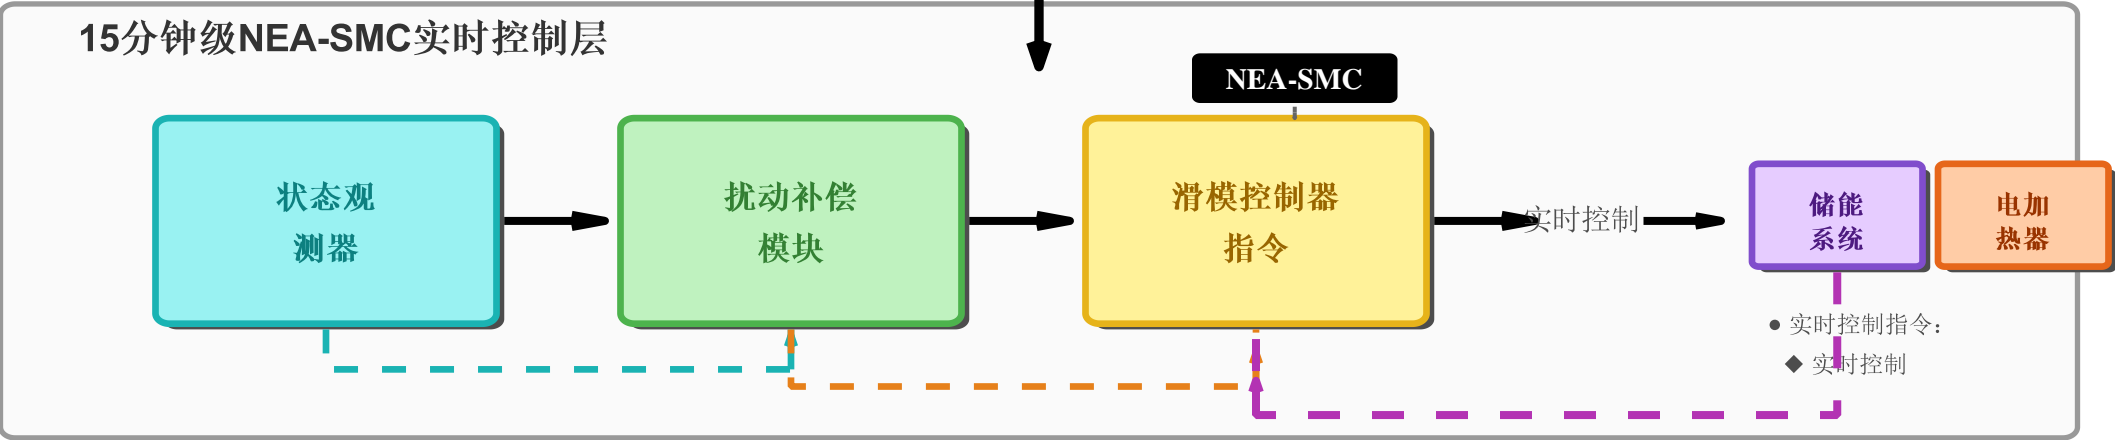 15分钟级NEA-SMC实时控制层
NEA-SMC
状态观
测器
扰动补偿
模块
滑模控制器
指令
实时控制
储能
系统
电加
热器
实时控制指令：
实时控制